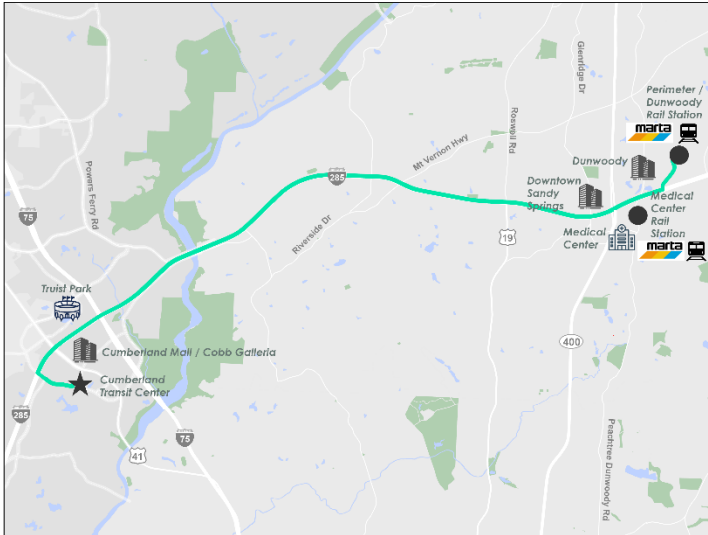 Glenridge Dr
Perimeter /
Dunwoody
Rail Station
marta
Roswell Rd
Mt Vernon Hwy
Dunwoody
285
Powers Ferry Rd
Downtown
Sandy
Springs
Medical
Center
Rail
Station
75
Riverside Dr
19
Medical
Center
marta
Truist Park
400
Cumberland Mall / Cobb Galleria
Cumberland
Transit Center
285
75
41
Peachtree Dunwoody Rd